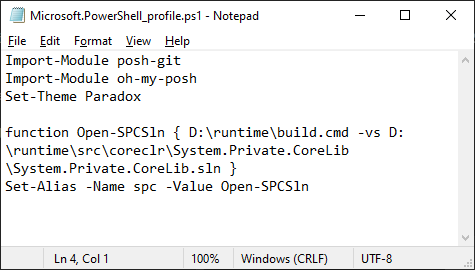 Microsoft.PowerShell_profile.ps1 - Notepad
File Edit Format View Help
Import-Module posh-git
Import-Module oh-my-posh
Set-Theme Paradox
function Open-SPCSln { D:\runtime\build.cmd -vs D:
\runtime\src\coreclr\System.Private.CoreLib
\System.Private.CoreLib.sln }
Set-Alias -Name spc -Value Open-SPCSln
Ln 4, Col 1 100% Windows (CRLF) UTF-8